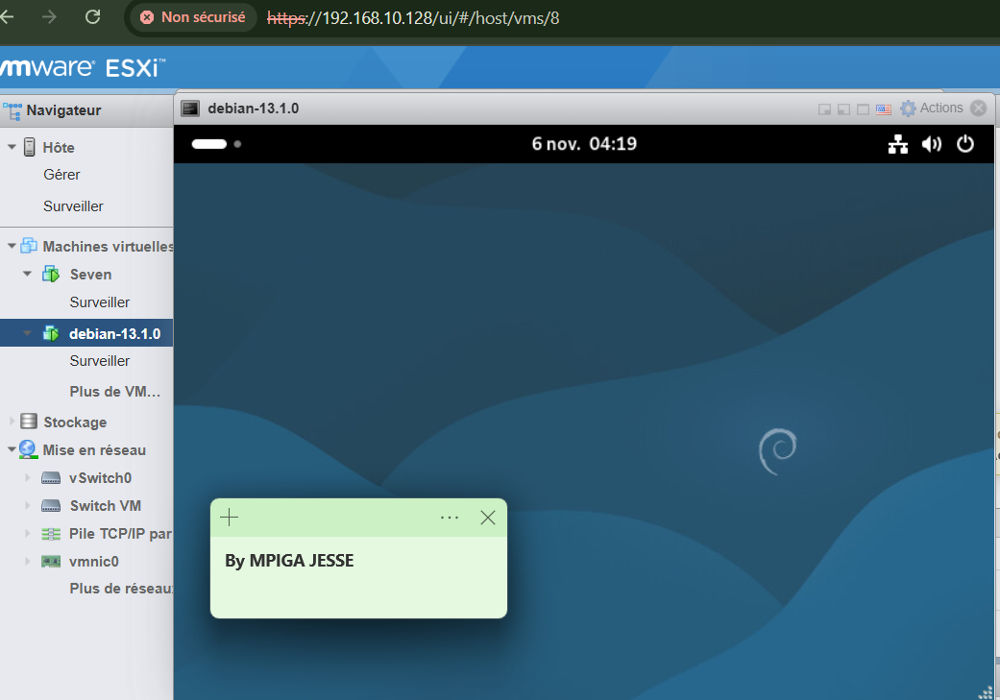 Non sécurisé https://192.168.10.128/ui/#/host/vms/8
vmware® ESXi™
Navigateur
Hôte
Gérer
Surveiller
Machines virtuelles
Seven
Surveiller
debian-13.1.0
Surveiller
Plus de VM...
Stockage
Mise en réseau
vSwitch0
Switch VM
Pile TCP/IP par
vmnic0
Plus de réseau
debian-13.1.0 Actions
6 nov. 04:19
By MPIGA JESSE